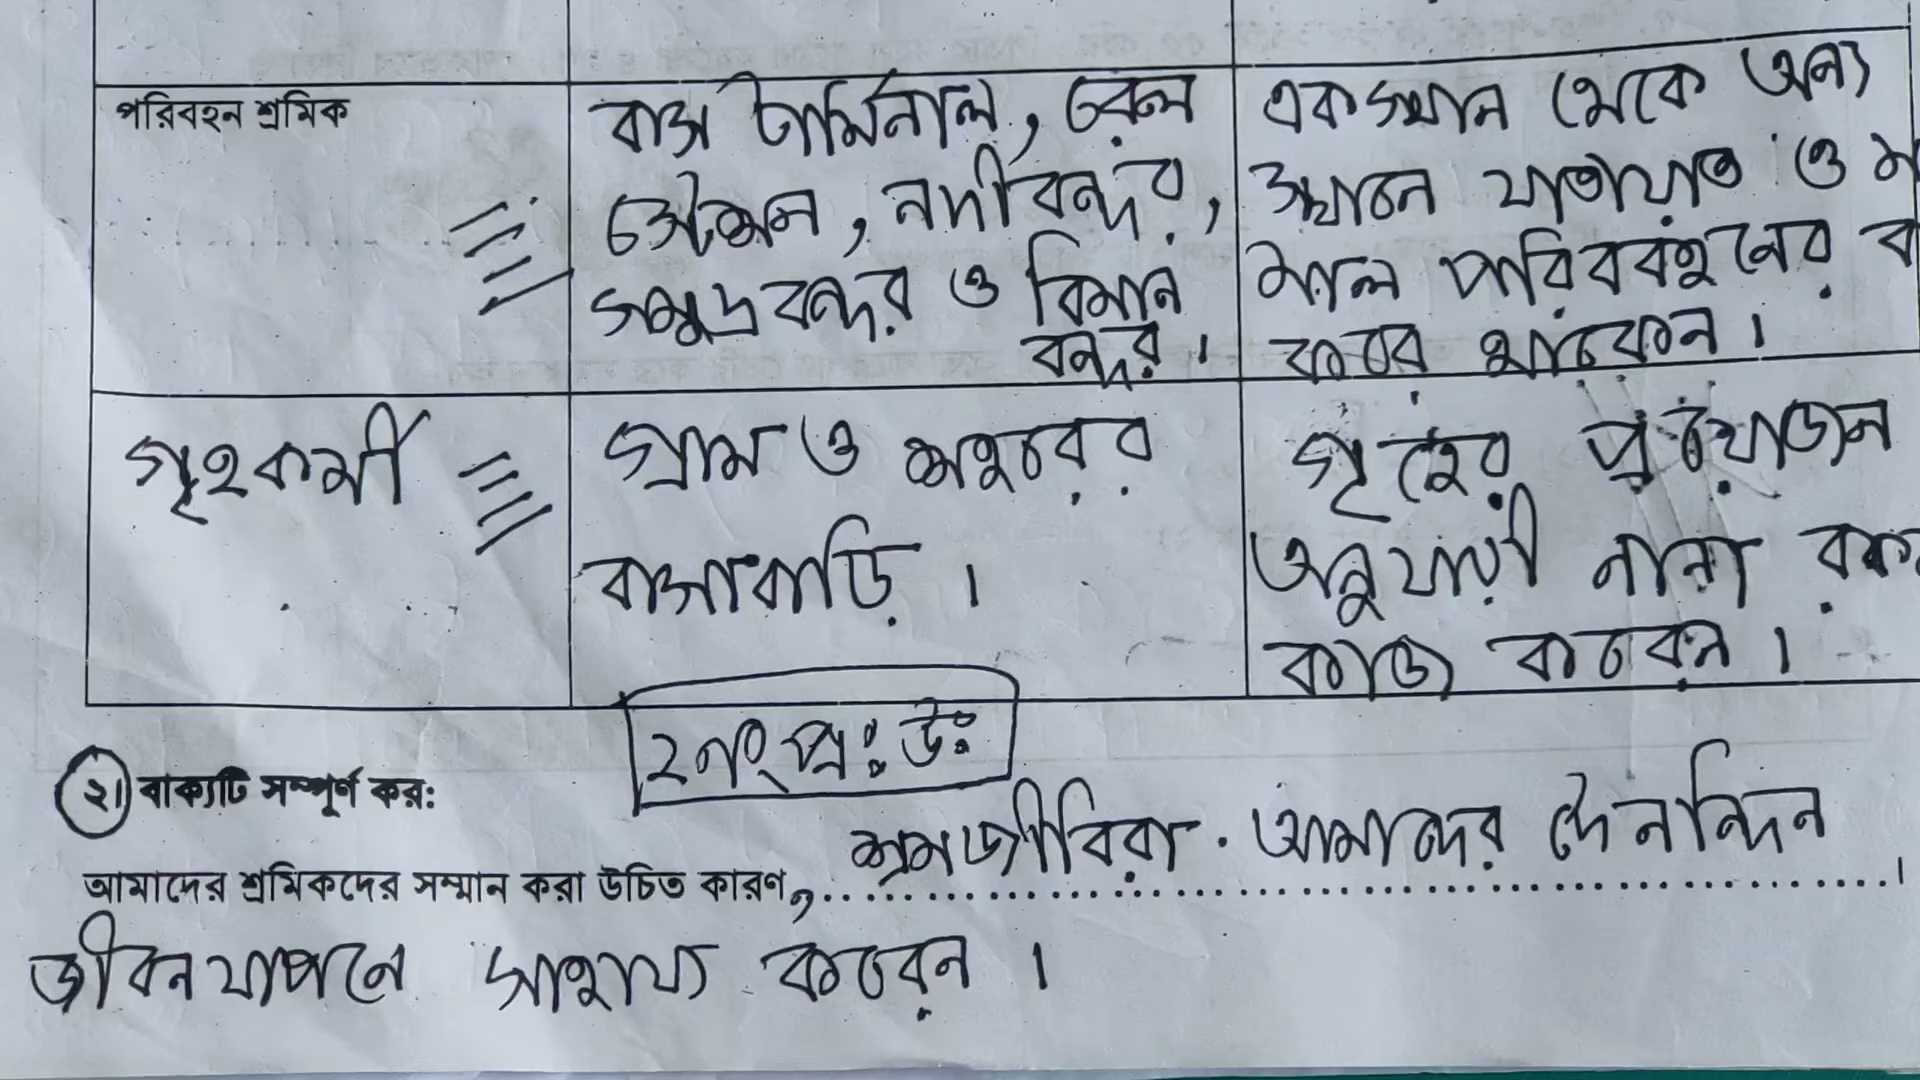 পরিবহন শ্রমিক
বাস টার্মিনাল, রেল
স্টেশন, নদীবন্দর,
সমুদ্রবন্দর ও বিমান
বন্দর।
একস্থান থেকে অন্য
স্থানে যাতায়াত ও
মাল পরিববহনের
করে থাকেন।
গৃহকর্মী
গ্রাম ও শহরের
বাসাবাড়ি।
গৃহের প্রয়োজন
অনুযায়ী নানা
কাজ করেন।
২নং প্র: উ:
২। বাক্যটি সম্পূর্ণ কর:
শ্রমজীবিরা আমাদের দৈনন্দিন
আমাদের শ্রমিকদের সম্মান করা উচিত কারণ,..................................................।
জীবনযাপনে সাহায্য করেন।